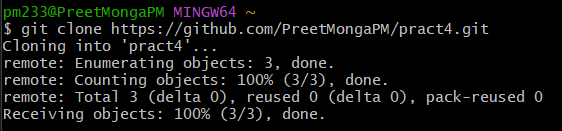 pm233@PreetMongaPM MINGW64 ~
$ git clone https://github.com/PreetMongaPM/pract4.git
Cloning into 'pract4'...
remote: Enumerating objects: 3, done.
remote: Counting objects: 100% (3/3), done.
remote: Total 3 (delta 0), reused 0 (delta 0), pack-reused 0
Receiving objects: 100% (3/3), done.